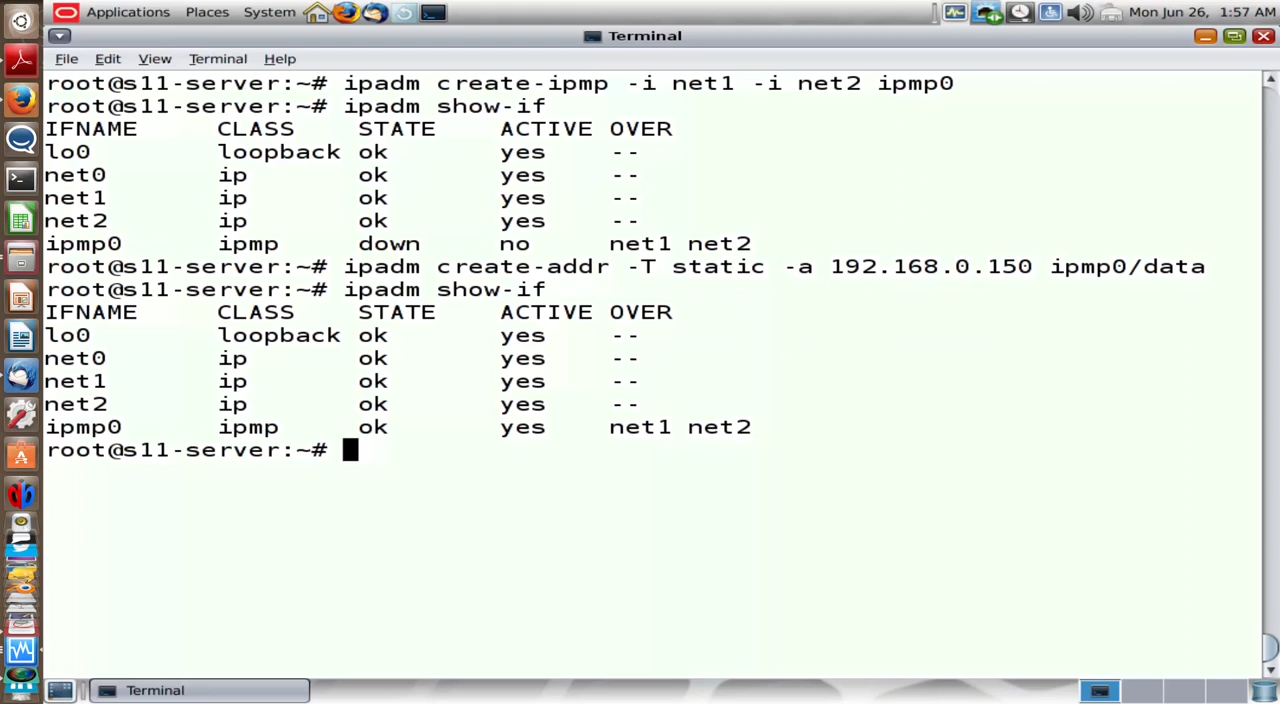 Applications Places System Mon Jun 26, 1:57 AM
Terminal
File Edit View Terminal Help
root@s11-server:~# ipadm create-ipmp -i net1 -i net2 ipmp0
root@s11-server:~# ipadm show-if
IFNAME CLASS STATE ACTIVE OVER
lo0 loopback ok yes --
net0 ip ok yes --
net1 ip ok yes --
net2 ip ok yes --
ipmp0 ipmp down no net1 net2
root@s11-server:~# ipadm create-addr -T static -a 192.168.0.150 ipmp0/data
root@s11-server:~# ipadm show-if
IFNAME CLASS STATE ACTIVE OVER
lo0 loopback ok yes --
net0 ip ok yes --
net1 ip ok yes --
net2 ip ok yes --
ipmp0 ipmp ok yes net1 net2
root@s11-server:~#
Terminal